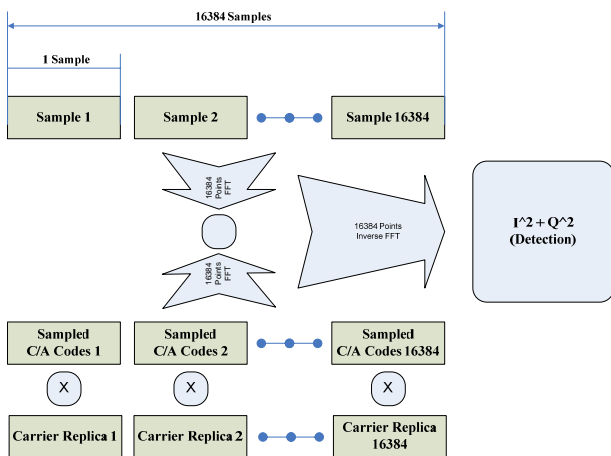 16384 Samples
1 Sample
Sample 1
Sample 2
Sample 16384
16384
Points
FFT
16384 Points
Inverse FFT
I^2 + Q^2
(Detection)
16384
Points
FFT
Sampled
C/A Codes 1
Sampled
C/A Codes 2
Sampled
C/A Codes 16384
X
X
X
Carrier Replica 1
Carrier Replica 2
Carrier Replica
16384